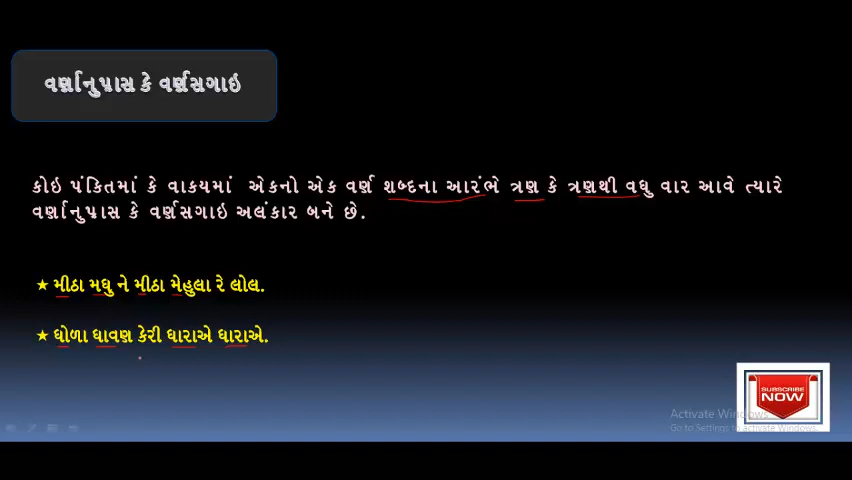 વર્ણાનુપ્રાસ કે વર્ણસગાઇ
કોઇ પંકિતમાં કે વાકયમાં એકનો એક વર્ણ શબ્દના આરંભે ત્રણ કે ત્રણથી વધુ વાર આવે ત્યારે
વર્ણાનુપ્રાસ કે વર્ણસગાઇ અલંકાર બને છે.
★ મીઠા મધુ ને મીઠા મેહુલા રે લોલ.
★ ધોળા ધાવણ કેરી ધારાએ ધારાએ.
SUBSCRIBE
NOW
Activate Windows
Go to Settings to activate Windows.